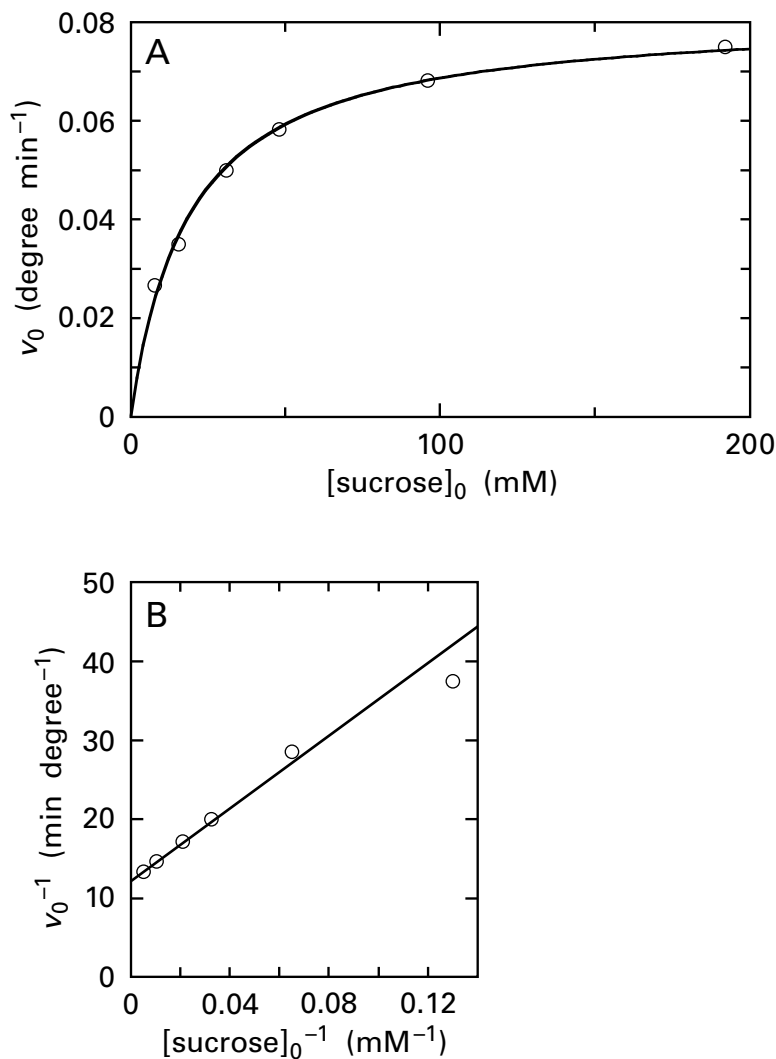 A
0.08
0.06
0.04
0.02
0
v₀ (degree min⁻¹)
0 100 200
[sucrose]₀ (mM)
B
50
40
30
20
10
0
v₀⁻¹ (min degree⁻¹)
0 0.04 0.08 0.12
[sucrose]₀⁻¹ (mM⁻¹)